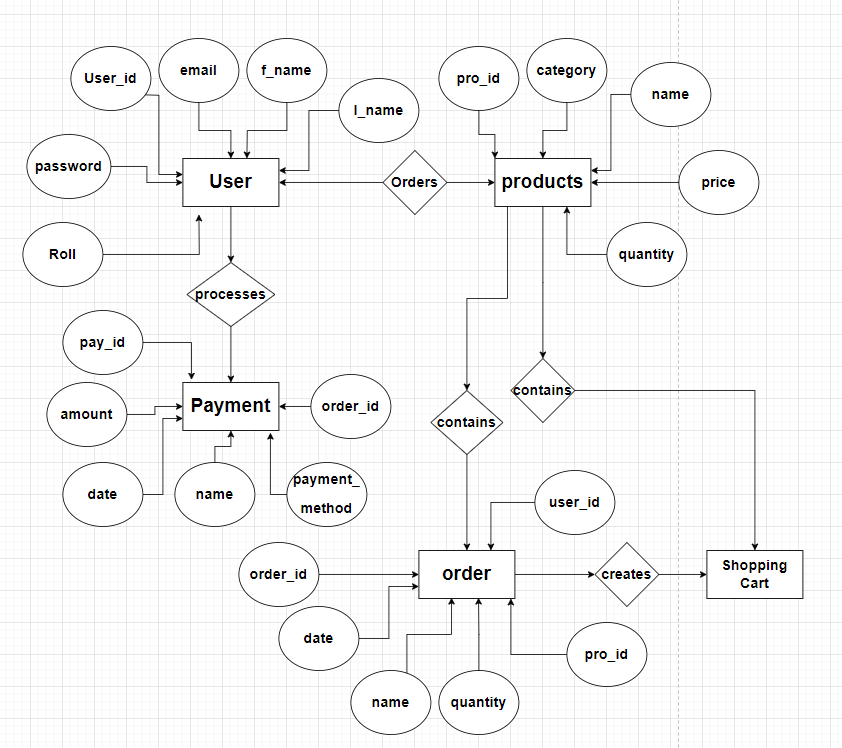 User_id
email
f_name
l_name
pro_id
category
name
password
User
Orders
products
price
Roll
quantity
processes
pay_id
amount
Payment
order_id
contains
contains
date
name
payment_
method
user_id
order_id
order
creates
Shopping
Cart
date
pro_id
name
quantity